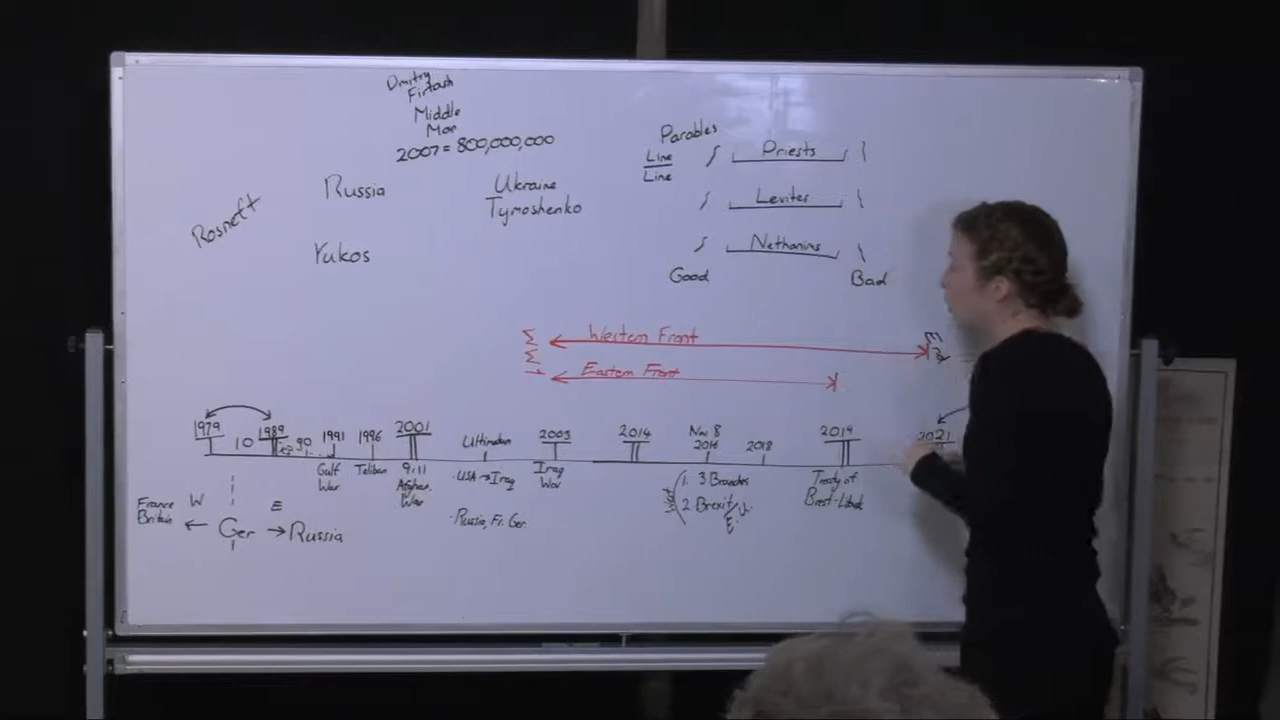 Dmitry
Firtash
Middle
Man
2007 = 800,000,000
Rosneft
Russia
Ukraine
Tymoshenko
Yukos
Parables
Line
Line
Priests
Levites
Nethanims
Good
Bad
Western Front
Eastern Front
1979
10
1989
90
1991
1996
2001
Ultimatum
2003
2014
Nov 8
2016
2018
2019
2021
Gulf
War
Taliban
9:11
Afghan.
War
USA → Iraq
Russia, Fr. Ger.
Iraq
War
1. 3 Branches
2 Brexit
Treaty of
Brest-Litovsk
France
Britain
W
E
← Ger → Russia